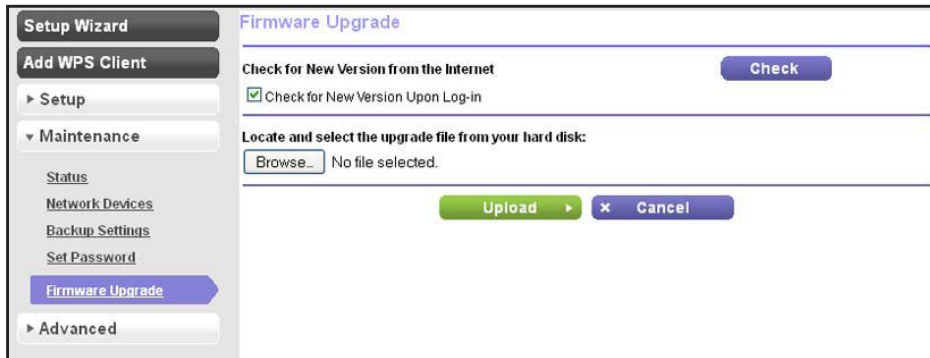 Setup Wizard
Add WPS Client
Setup
Maintenance
Status
Network Devices
Backup Settings
Set Password
Firmware Upgrade
Advanced
Firmware Upgrade
Check for New Version from the Internet
Check
Check for New Version Upon Log-in
Locate and select the upgrade file from your hard disk:
Browse... No file selected.
Upload
Cancel